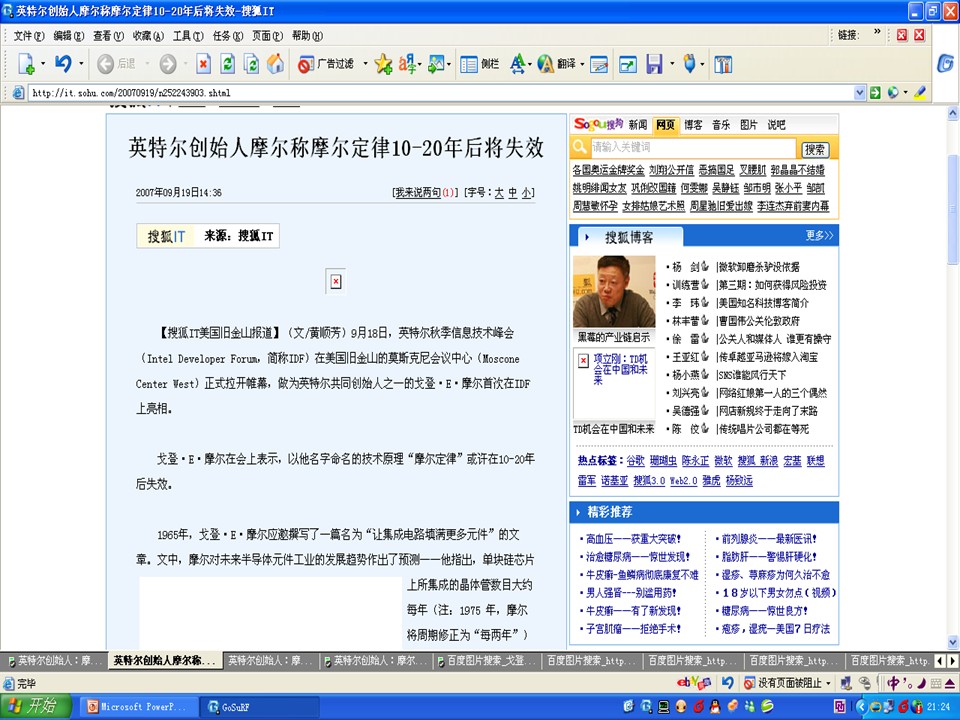 英特尔创始人摩尔称摩尔定律10-20年后将失效-搜狐IT
文件(F) 编辑(E) 查看(V) 收藏(A) 工具(T) 任务(K) 页面(P) 帮助(H)
链接: »
后退
广告过滤
侧栏
翻译
http://it.sohu.com/20070919/n252243903.shtml
英特尔创始人摩尔称摩尔定律10-20年后将失效
2007年09月19日14:36
[我来说两句(1)] [字号:大 中 小]
搜狐IT 来源:搜狐IT
【搜狐IT美国旧金山报道】(文/黄顺芳)9月18日,英特尔秋季信息技术峰会
(Intel Developer Forum,简称IDF)在美国旧金山的莫斯克尼会议中心(Moscone
Center West)正式拉开帷幕,做为英特尔共同创始人之一的戈登·E·摩尔首次在IDF
上亮相。
戈登·E·摩尔在会上表示,以他名字命名的技术原理“摩尔定律”或许在10-20年
后失效。
1965年,戈登·E·摩尔应邀撰写了一篇名为“让集成电路填满更多元件”的文
章。文中,摩尔对未来半导体元件工业的发展趋势作出了预测——他指出,单块硅芯片
上所集成的晶体管数目大约
每年(注:1975 年,摩尔
将周期修正为“每两年”)
Sogou搜狗 新闻 网页 博客 音乐 图片 说吧
请输入关键词
搜索
各国奥运金牌奖金 刘翔公开信 恩摘国足 叉腰肌 郭晶晶不结婚
姚明绯闻女友 巩俐改国籍 何雯娜 吴静钰 邹市明 张小平 邹凯
周慧敏怀孕 女排姑娘艺术照 周星驰旧爱出嫁 李连杰弃前妻内幕
搜狐博客
更多>>
黑莓的产业链启示
项立刚:TD机
会在中国和未
来
TD机会在中国和未来
·杨 剑 |微软卸磨杀驴没依据
·训练营 |第三期:如何获得风险投资
·李 玮 |美国知名科技博客简介
·林丰蕾 |曹国伟公关伦敦政府
·徐 雷 |公关人和媒体人 谁更有操守
·王亚红 |传卓越亚马逊将嫁入淘宝
·杨小燕 |SNS谁能风行天下
·刘兴亮 |网络红娘第一人的三个偶然
·吴德强 |网店新规终于走向了末路
·陈 佼 |传统唱片公司都在等死
热点标签:谷歌 珊瑚虫 陈永正 微软 搜狐 新浪 宏基 联想
雷军 诺基亚 搜狐3.0 Web2.0 雅虎 杨致远
精彩推荐
·高血压——获重大突破!
·治愈糖尿病——惊世发现!
·牛皮癣-鱼鳞病彻底康复不难
·男人强肾---别滥用药!
·牛皮癣——有了新发现!
·子宫肌瘤——拒绝手术!
·前列腺炎——最新医讯!
·脂肪肝——警惕肝硬化!
·湿疹、荨麻疹为何久治不愈
·18岁以下男女勿点(视频)
·糖尿病——惊世良方!
·疱疹,湿疣—美国7日疗法
英特尔创始人:摩... 英特尔创始人摩尔称... 英特尔创始人:摩... 英特尔创始人:摩尔... 百度图片搜索_戈登... 百度图片搜索_http... 百度图片搜索_http... 百度图片搜索_http... 百度图片搜索_http.
完毕
ebY
没有页面被阻止
中
开始
Microsoft PowerP...
GoSuRF
21:24